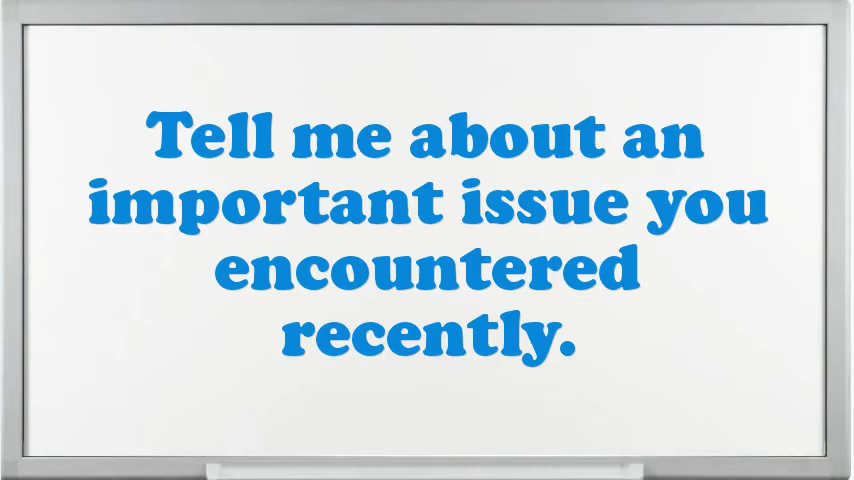 Tell me about an
important issue you
encountered
recently.